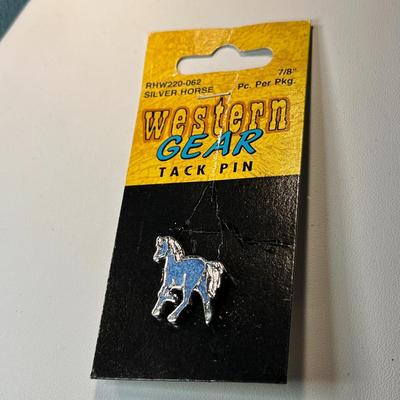 RHW220-062 7/8"
SILVER HORSE Pc. Per Pkg.
Western
GEAR
TACK PIN